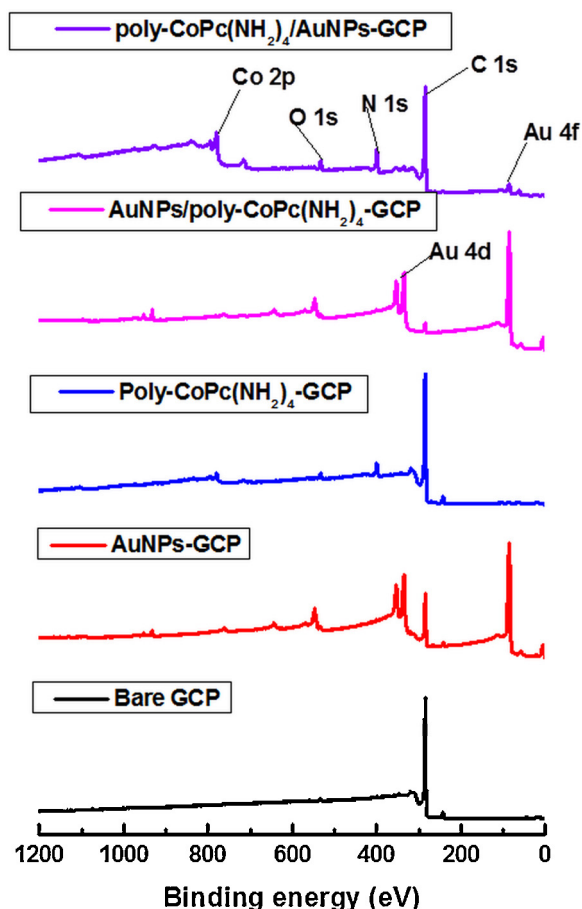 poly-CoPc(NH₂)₄/AuNPs-GCP
C 1s
Co 2p
O 1s
N 1s
Au 4f
AuNPs/poly-CoPc(NH₂)₄-GCP
Au 4d
Poly-CoPc(NH₂)₄-GCP
AuNPs-GCP
Bare GCP
1200 1000 800 600 400 200 0
Binding energy (eV)